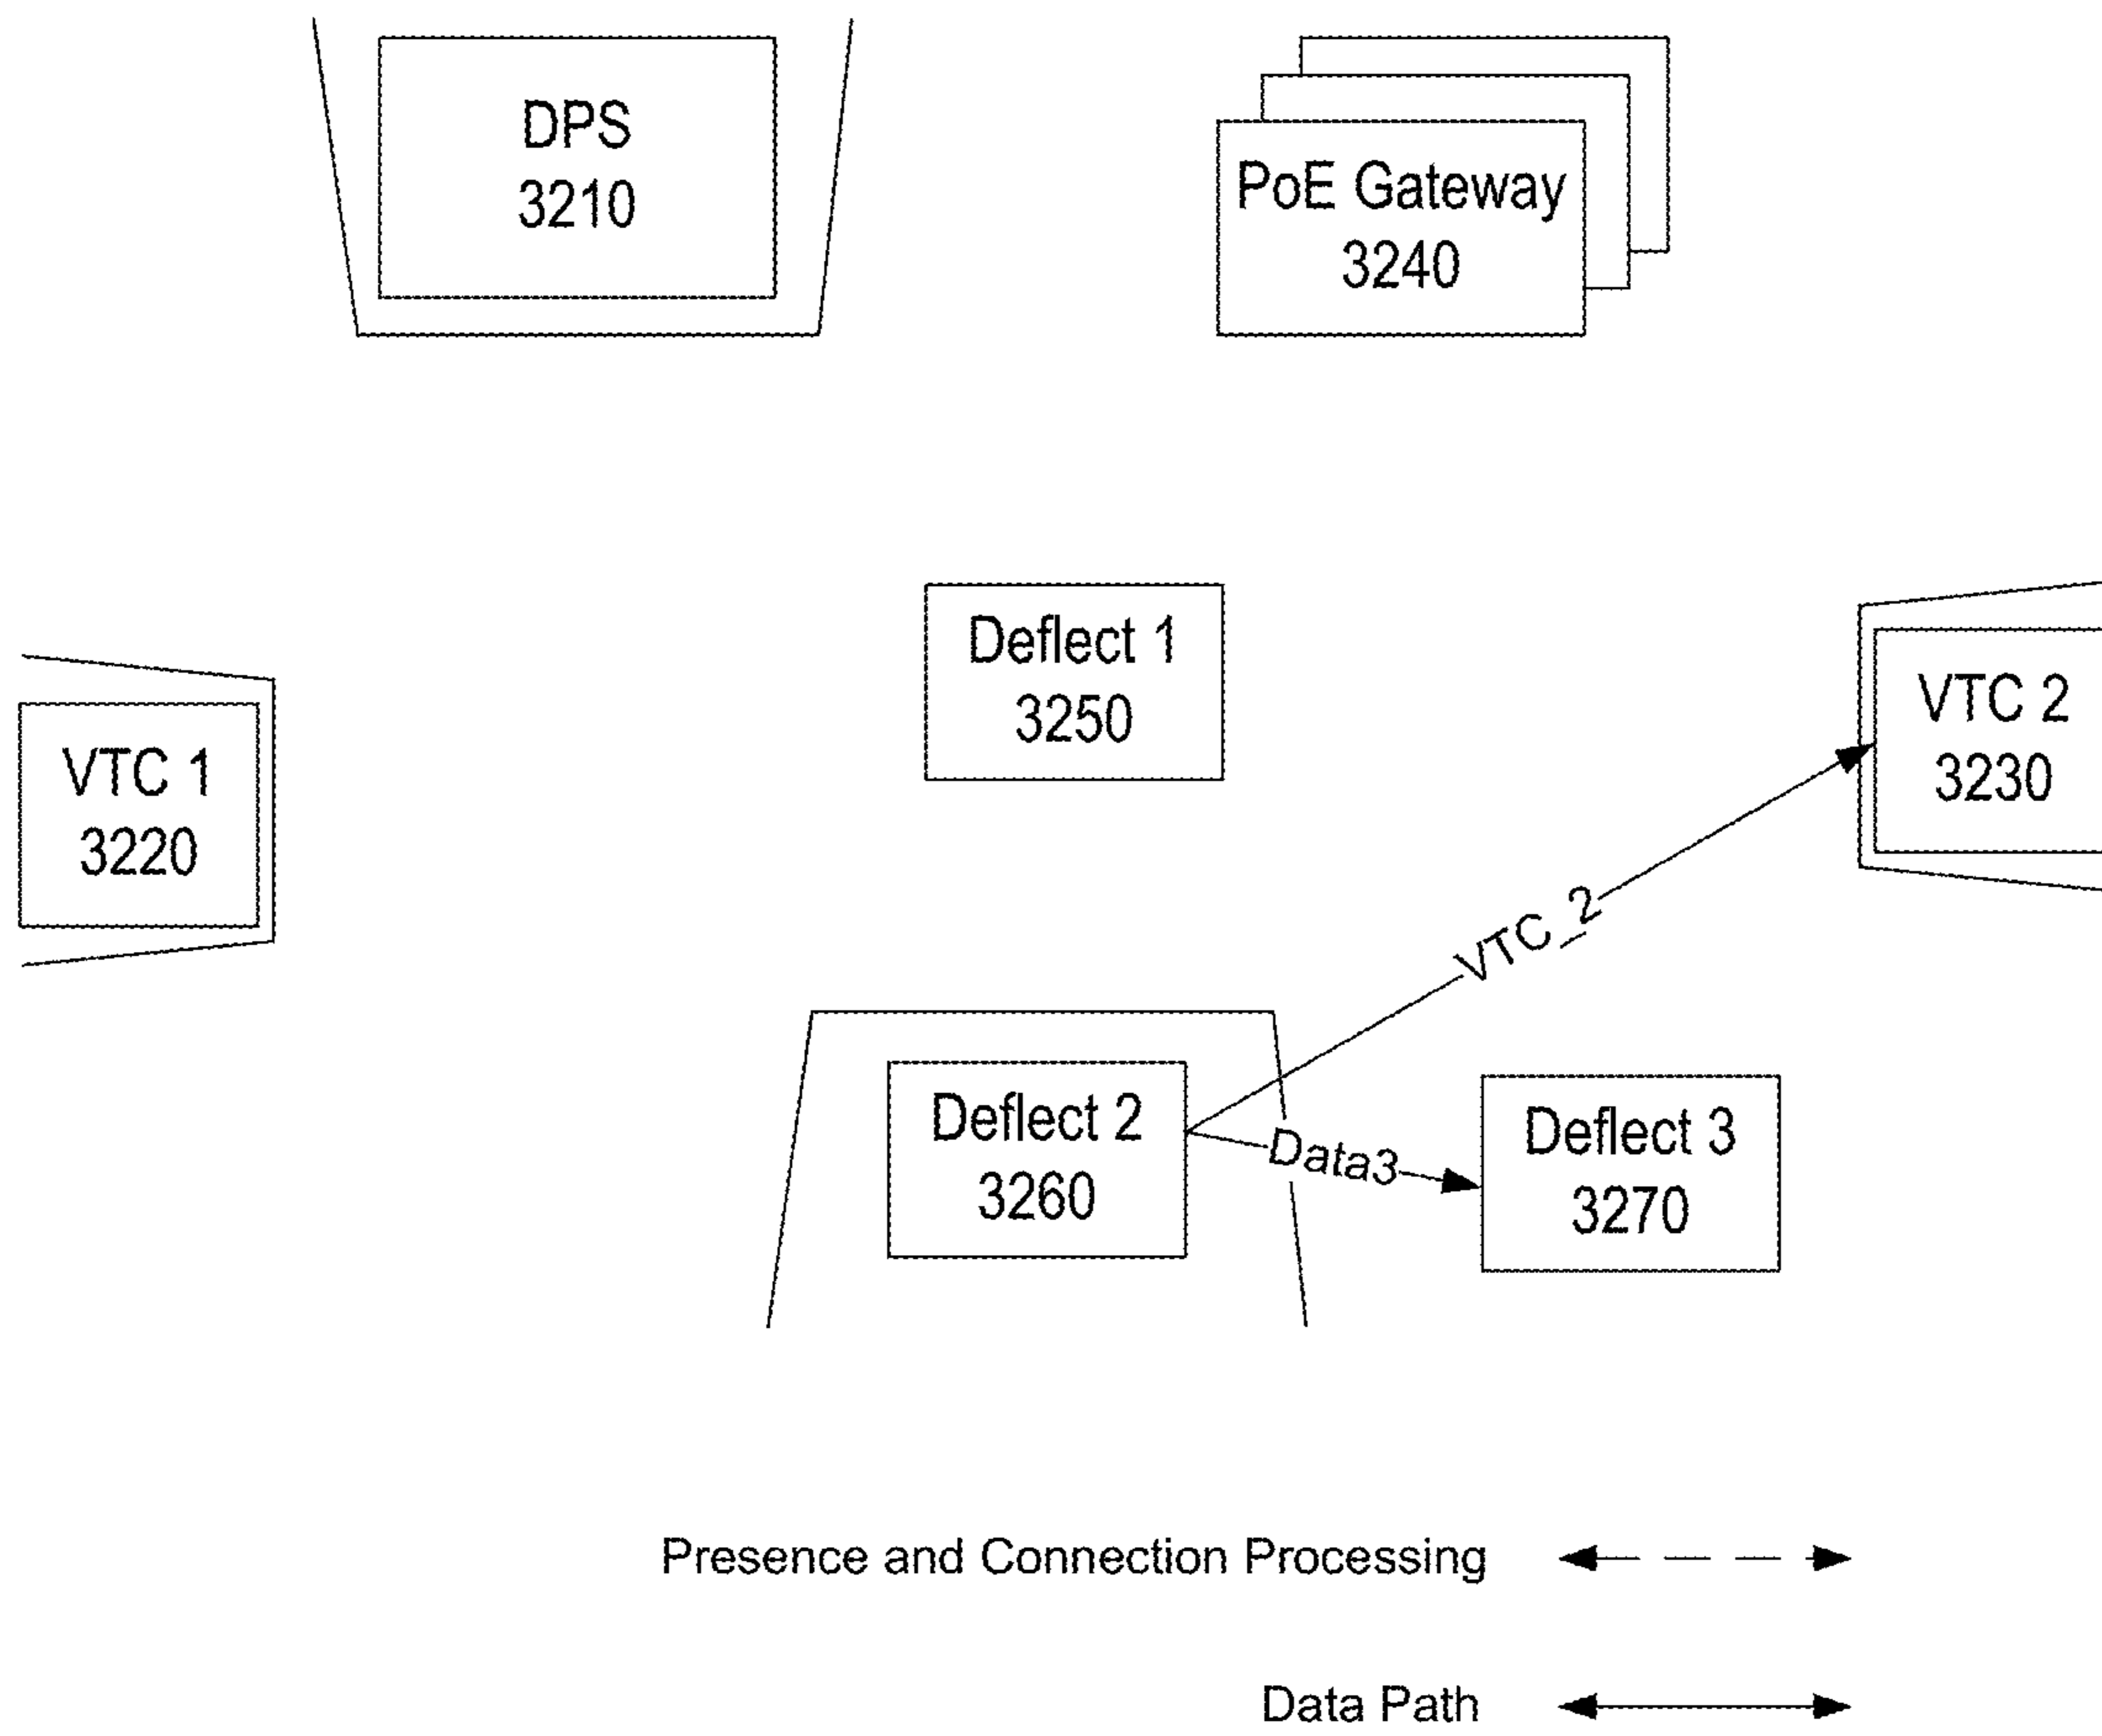 DPS
3210
PoE Gateway
3240
Deflect 1
3250
VTC 1
3220
VTC 2
3230
VTC_2
Deflect 2
3260
Data3
Deflect 3
3270
Presence and Connection Processing
Data Path